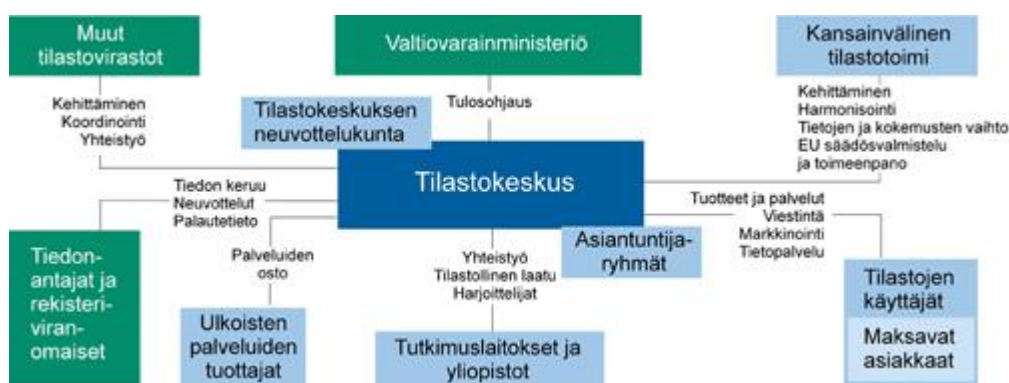 Muut
tilastovirastot
Valtiovarainministeriö
Kansainvälinen
tilastotoimi
Kehittäminen
Koordinointi
Yhteistyö
Tilastokeskuksen
neuvottelukunta
Tulosohjaus
Kehittäminen
Harmonisointi
Tietojen ja kokemusten vaihto
EU säädösvalmistelu
ja toimeenpano
Tilastokeskus
Tiedon keruu
Neuvottelut
Palautetieto
Tuotteet ja palvelut
Viestintä
Markkinointi
Tietopalvelu
Tiedon-
antajat ja
rekisteri-
viran-
omaiset
Palveluiden
osto
Yhteistyö
Tilastollinen laatu
Harjoittelijat
Asiantuntija-
ryhmät
Ulkoisten
palveluiden
tuottajat
Tutkimuslaitokset ja
yliopistot
Tilastojen
käyttäjät
Maksavat
asiakkaat